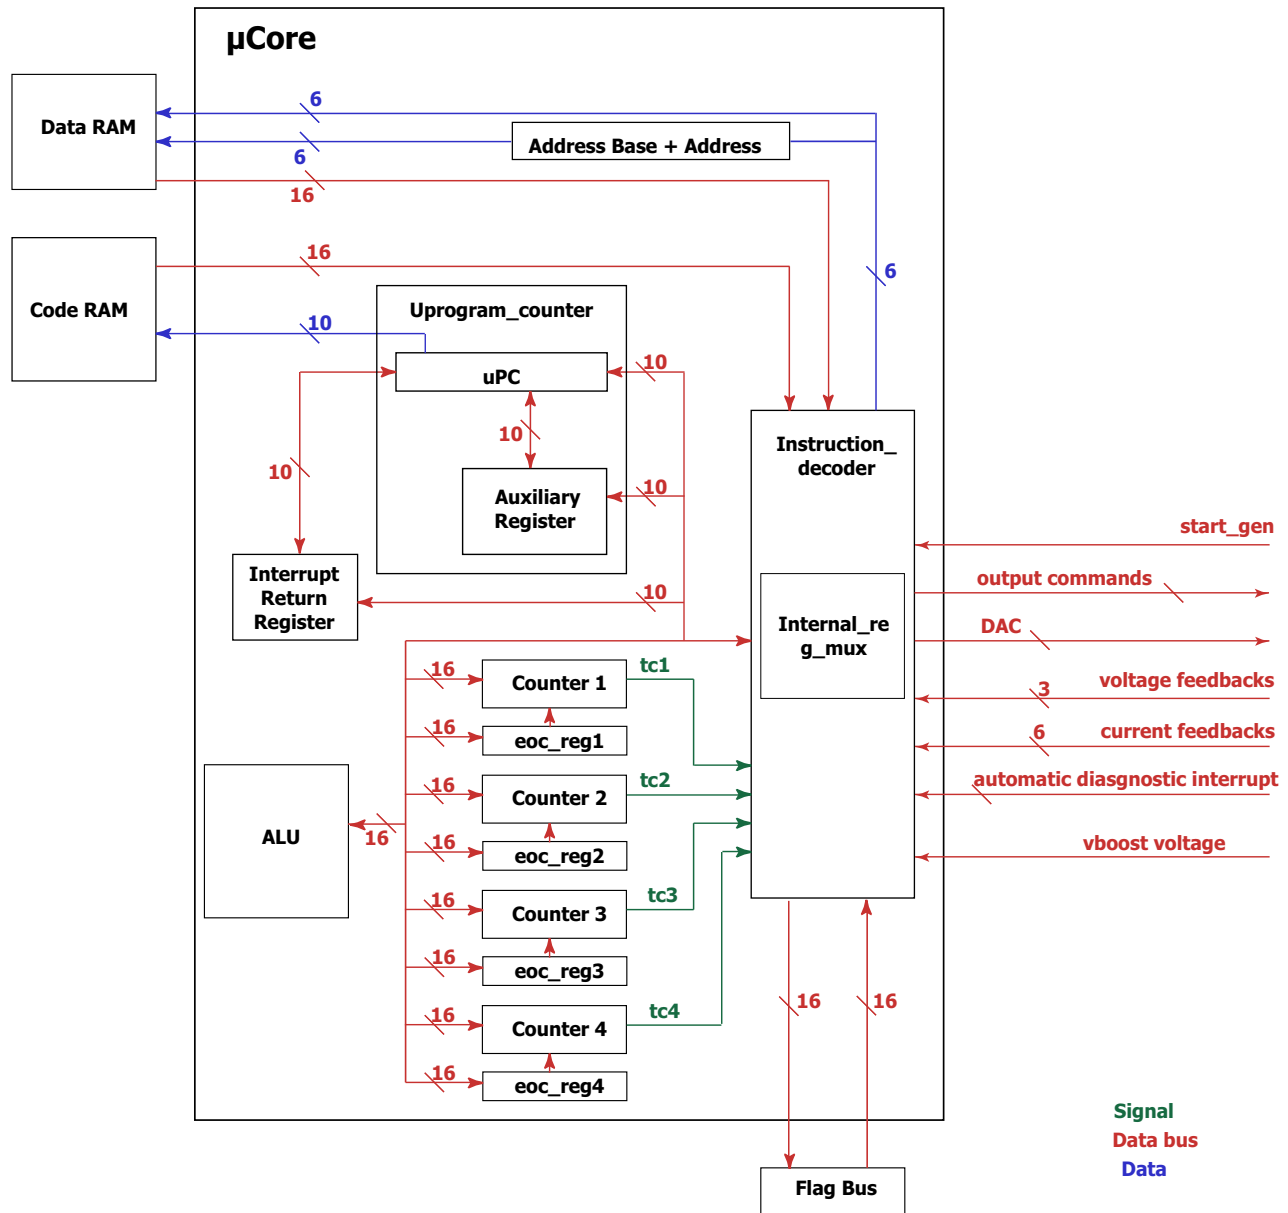 µCore
6
Data RAM
Address Base + Address
6
16
16
6
Code RAM
Uprogram_counter
10
10
uPC
10
10
10
Auxiliary
Register
Instruction_
decoder
start_gen
Interrupt
Return
Register
10
output commands
Internal_re
g_mux
DAC
16
Counter 1
tc1
3
voltage feedbacks
16
eoc_reg1
6
current feedbacks
16
Counter 2
tc2
automatic diasgnostic interrupt
ALU
16
16
eoc_reg2
vboost voltage
16
Counter 3
tc3
16
eoc_reg3
16
16
16
Counter 4
tc4
16
eoc_reg4
Signal
Data bus
Data
Flag Bus